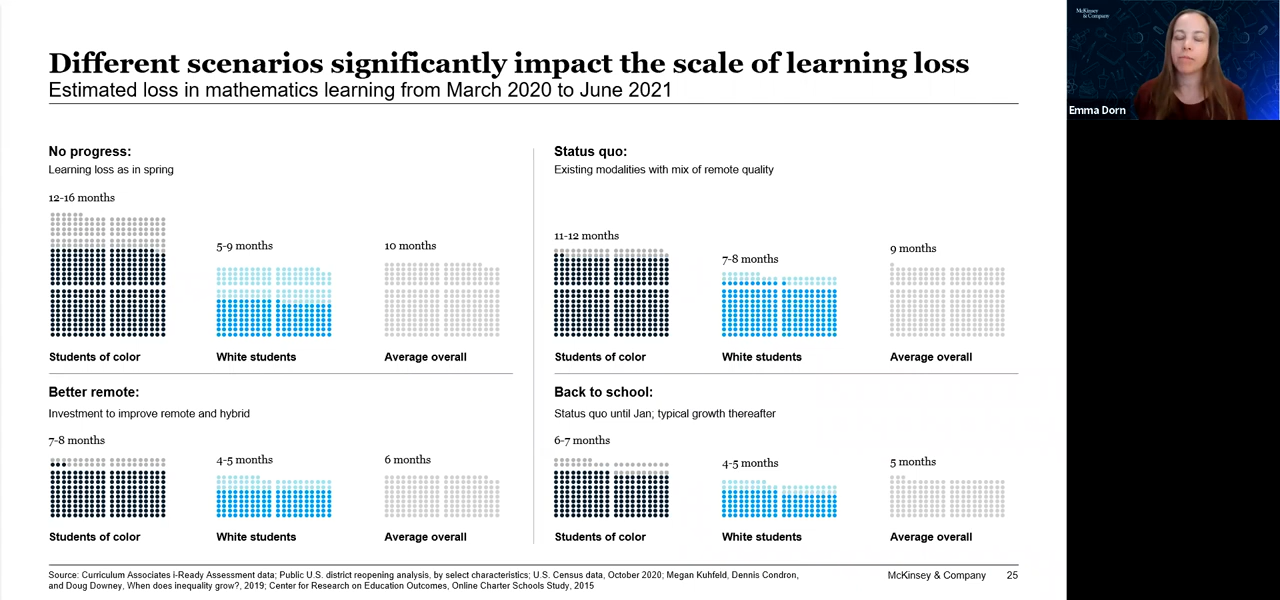 Different scenarios significantly impact the scale of learning loss
Estimated loss in mathematics learning from March 2020 to June 2021
No progress:
Learning loss as in spring
12-16 months
5-9 months
10 months
Students of color
White students
Average overall
Status quo:
Existing modalities with mix of remote quality
11-12 months
7-8 months
9 months
Students of color
White students
Average overall
Better remote:
Investment to improve remote and hybrid
7-8 months
4-5 months
6 months
Students of color
White students
Average overall
Back to school:
Status quo until Jan; typical growth thereafter
6-7 months
4-5 months
5 months
Students of color
White students
Average overall
Source: Curriculum Associates i-Ready Assessment data; Public U.S. district reopening analysis, by select characteristics; U.S. Census data, October 2020; Megan Kuhfeld, Dennis Condron,
and Doug Downey, When does inequality grow?, 2019; Center for Research on Education Outcomes, Online Charter Schools Study, 2015
McKinsey & Company 25
McKinsey
& Company
Emma Dorn